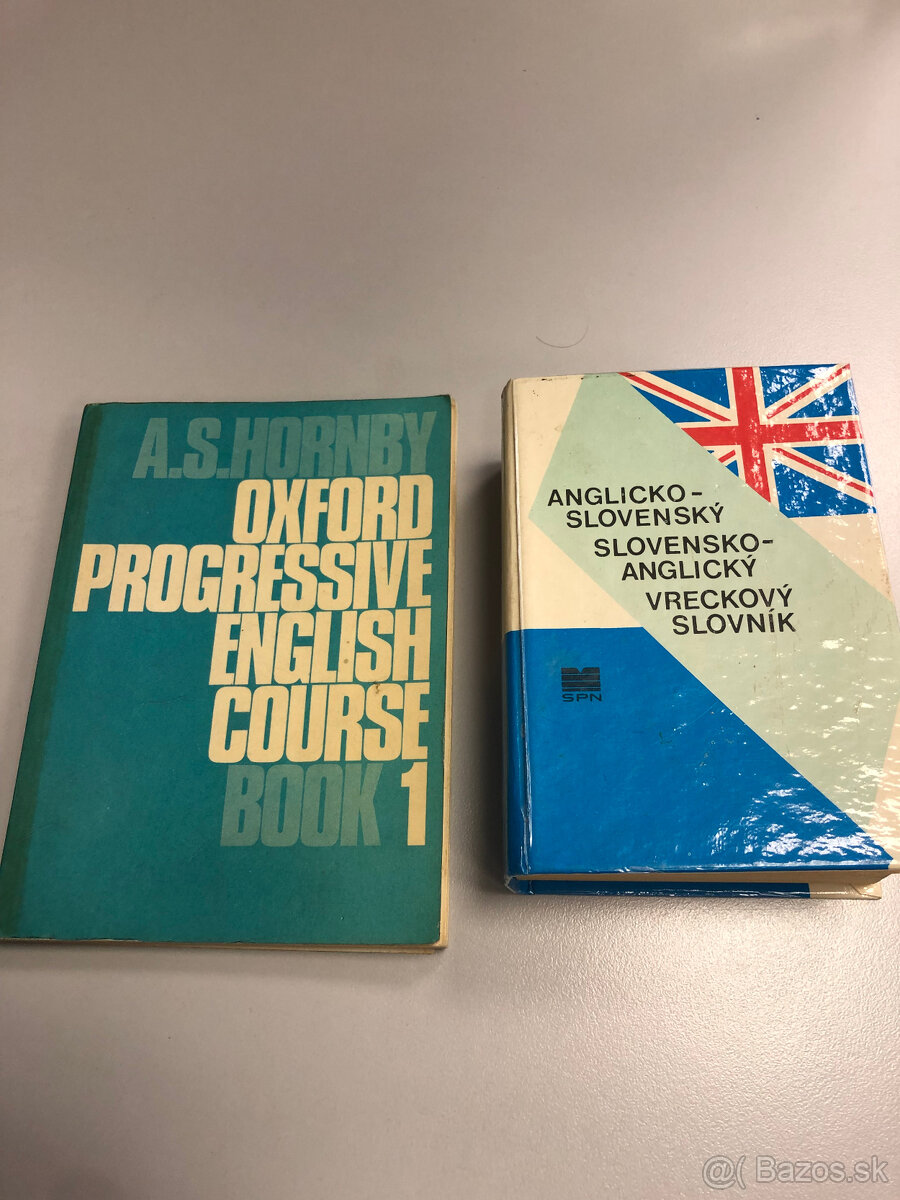 A.S.HORNBY
OXFORD
PROGRESSIVE
ENGLISH
COURSE
BOOK 1
ANGLICKO-
SLOVENSKÝ
SLOVENSKO-
ANGLICKÝ
VRECKOVÝ
SLOVNÍK
SPN
@( Bazos.sk